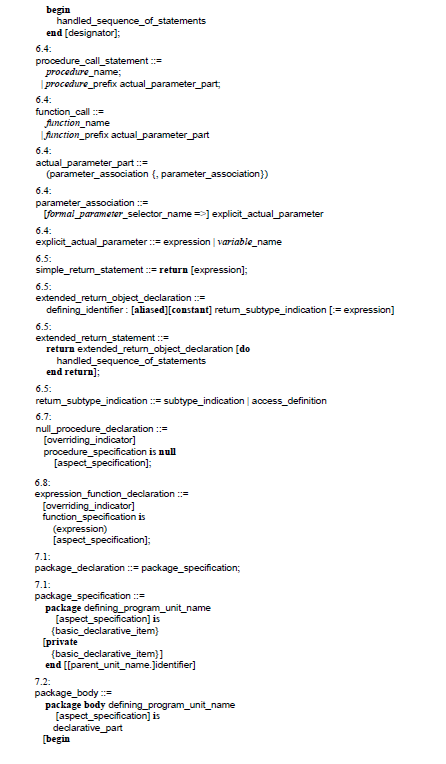 begin
handled_sequence_of_statements
end [designator];
6.4:
procedure_call_statement ::=
procedure_name;
| procedure_prefix actual_parameter_part;
6.4:
function_call ::=
function_name
| function_prefix actual_parameter_part
6.4:
actual_parameter_part ::=
(parameter_association {, parameter_association})
6.4:
parameter_association ::=
[formal_parameter_selector_name =>] explicit_actual_parameter
6.4:
explicit_actual_parameter ::= expression | variable_name
6.5:
simple_return_statement ::= return [expression];
6.5:
extended_return_object_declaration ::=
defining_identifier : [aliased][constant] return_subtype_indication [:= expression]
6.5:
extended_return_statement ::=
return extended_return_object_declaration [do
handled_sequence_of_statements
end return];
6.5:
return_subtype_indication ::= subtype_indication | access_definition
6.7:
null_procedure_declaration ::=
[overriding_indicator]
procedure_specification is null
[aspect_specification];
6.8:
expression_function_declaration ::=
[overriding_indicator]
function_specification is
(expression)
[aspect_specification];
7.1:
package_declaration ::= package_specification;
7.1:
package_specification ::=
package defining_program_unit_name
[aspect_specification] is
{basic_declarative_item}
[private
{basic_declarative_item}]
end [[parent_unit_name.]identifier]
7.2:
package_body ::=
package body defining_program_unit_name
[aspect_specification] is
declarative_part
[begin